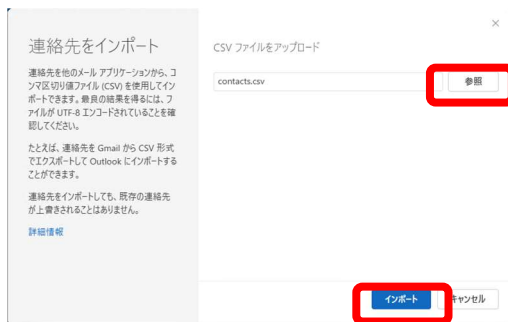 連絡先をインポート
連絡先を他のメール アプリケーションから、コ
ンマ区切り値ファイル (CSV) を使用してイン
ポートできます。最良の結果を得るには、フ
ァイルが UTF-8 エンコードされていることを確
認してください。
たとえば、連絡先を Gmail から CSV 形式
でエクスポートして Outlook にインポートする
ことができます。
連絡先をインポートしても、既存の連絡先
が上書きされることはありません。
詳細情報
CSV ファイルをアップロード
contacts.csv
参照
インポート
キャンセル